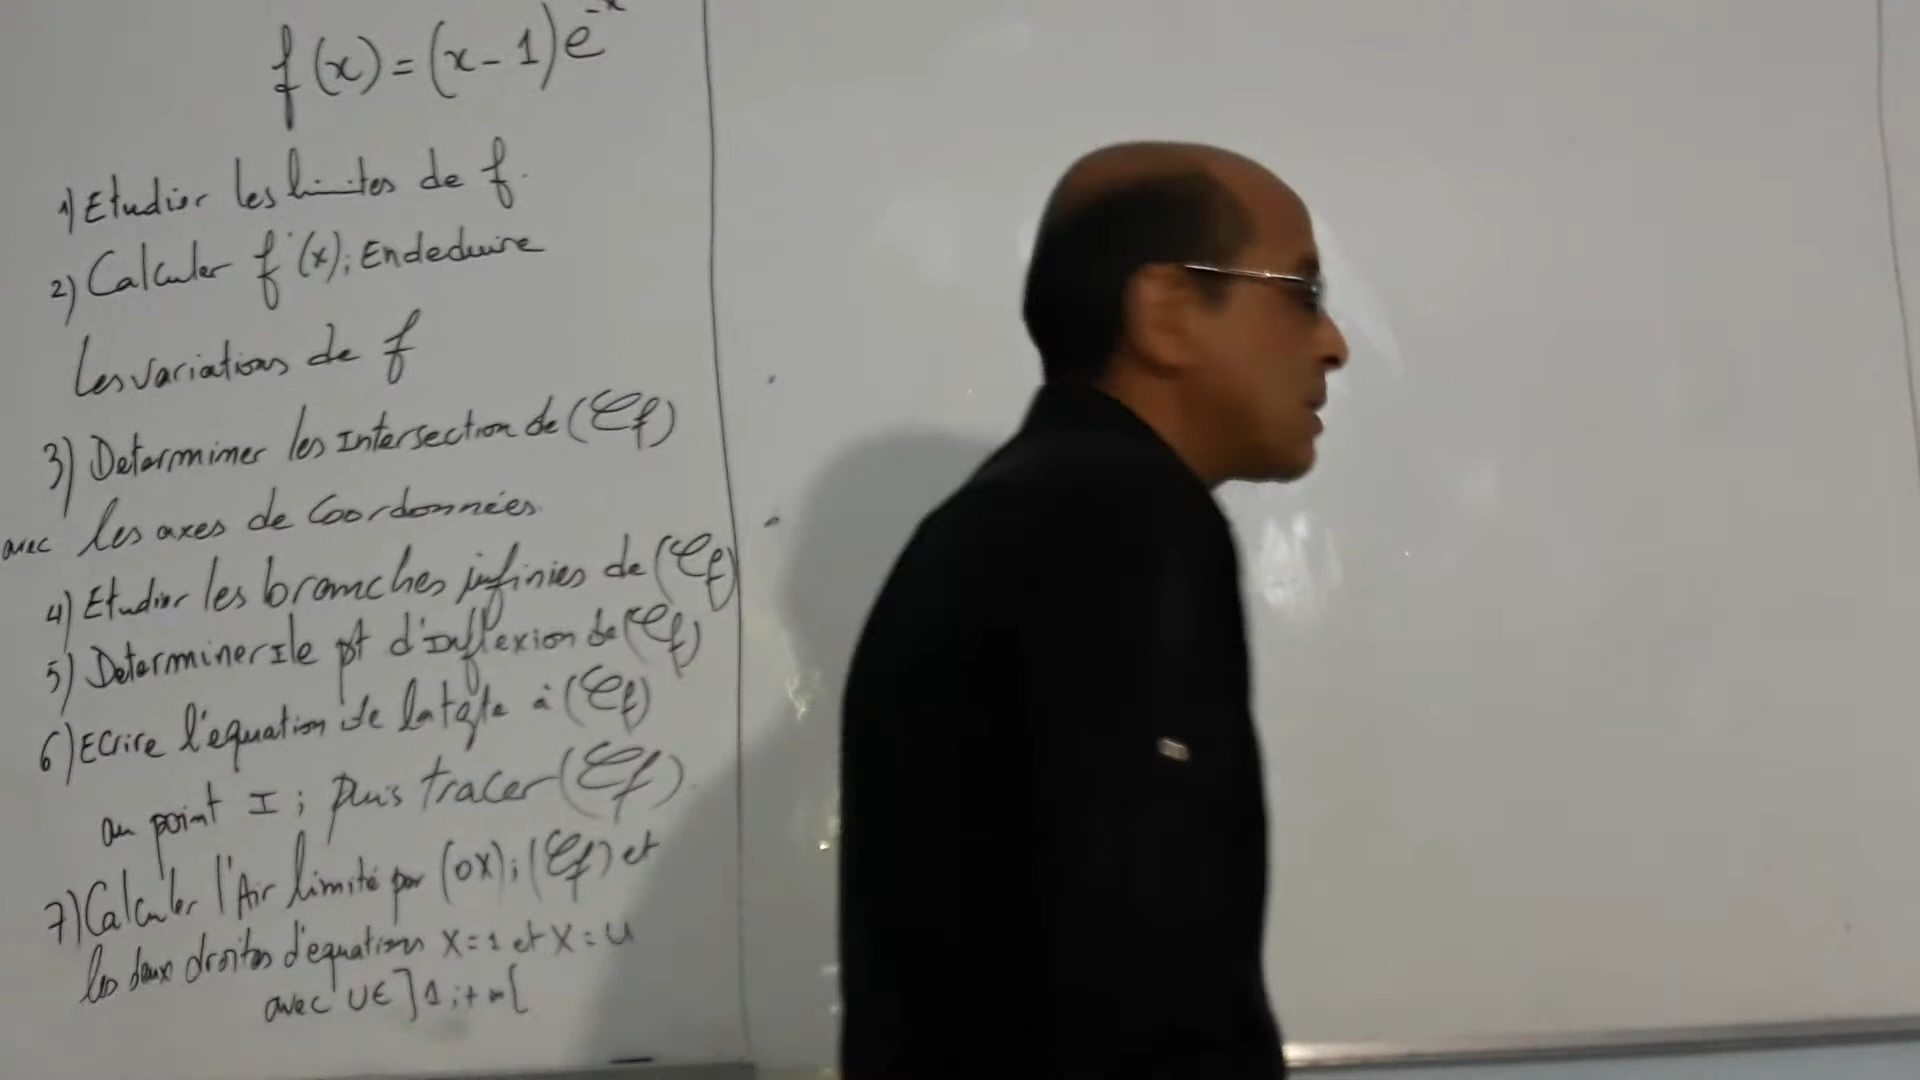 f(x) = (x-1)e^-x
1) Etudier les limites de f.
2) Calculer f'(x); En deduire
les variations de f
3) Determiner les Intersection de (Cf)
avec les axes de Coordonnées
4) Etudier les branches infinies de (Cf)
5) Determiner I le pt d'Inflexion de (Cf)
6) Ecrire l'equation de la tgte à (Cf)
au point I; puis tracer (Cf)
7) Calculer l'Air limité par (OX); (Cf) et
les deux droites d'equations X=1 et X=U
avec U∈]1;+∞[